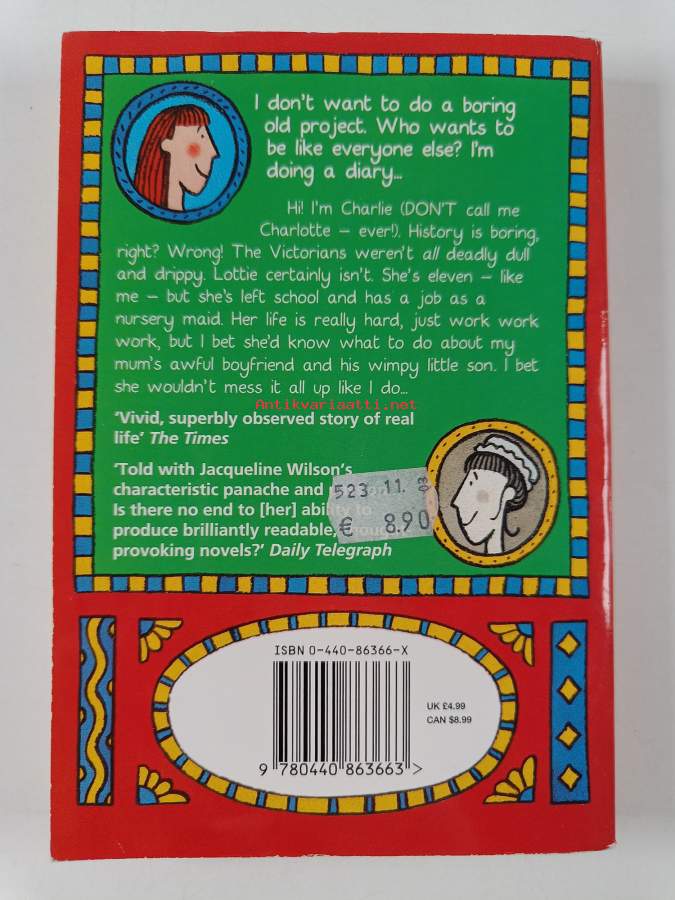 I don't want to do a boring
old project. Who wants to
be like everyone else? I'm
doing a diary...
Hi! I'm Charlie (DON'T call me
Charlotte – ever!). History is boring,
right? Wrong! The Victorians weren't all deadly dull
and drippy. Lottie certainly isn't. She's eleven – like
me – but she's left school and has a job as a
nursery maid. Her life is really hard, just work work
work, but I bet she'd know what to do about my
mum's awful boyfriend and his wimpy little son. I bet
she wouldn't mess it all up like I do...
Antikvariaatti.net
'Vivid, superbly observed story of real
life' The Times
'Told with Jacqueline Wilson's
characteristic panache and
Is there no end to [her] ability to
produce brilliantly readable,
provoking novels?' Daily Telegraph
523 11. 03
€ 8.90
ISBN 0-440-86366-X
UK £4.99
CAN $8.99
9 780440 863663 >